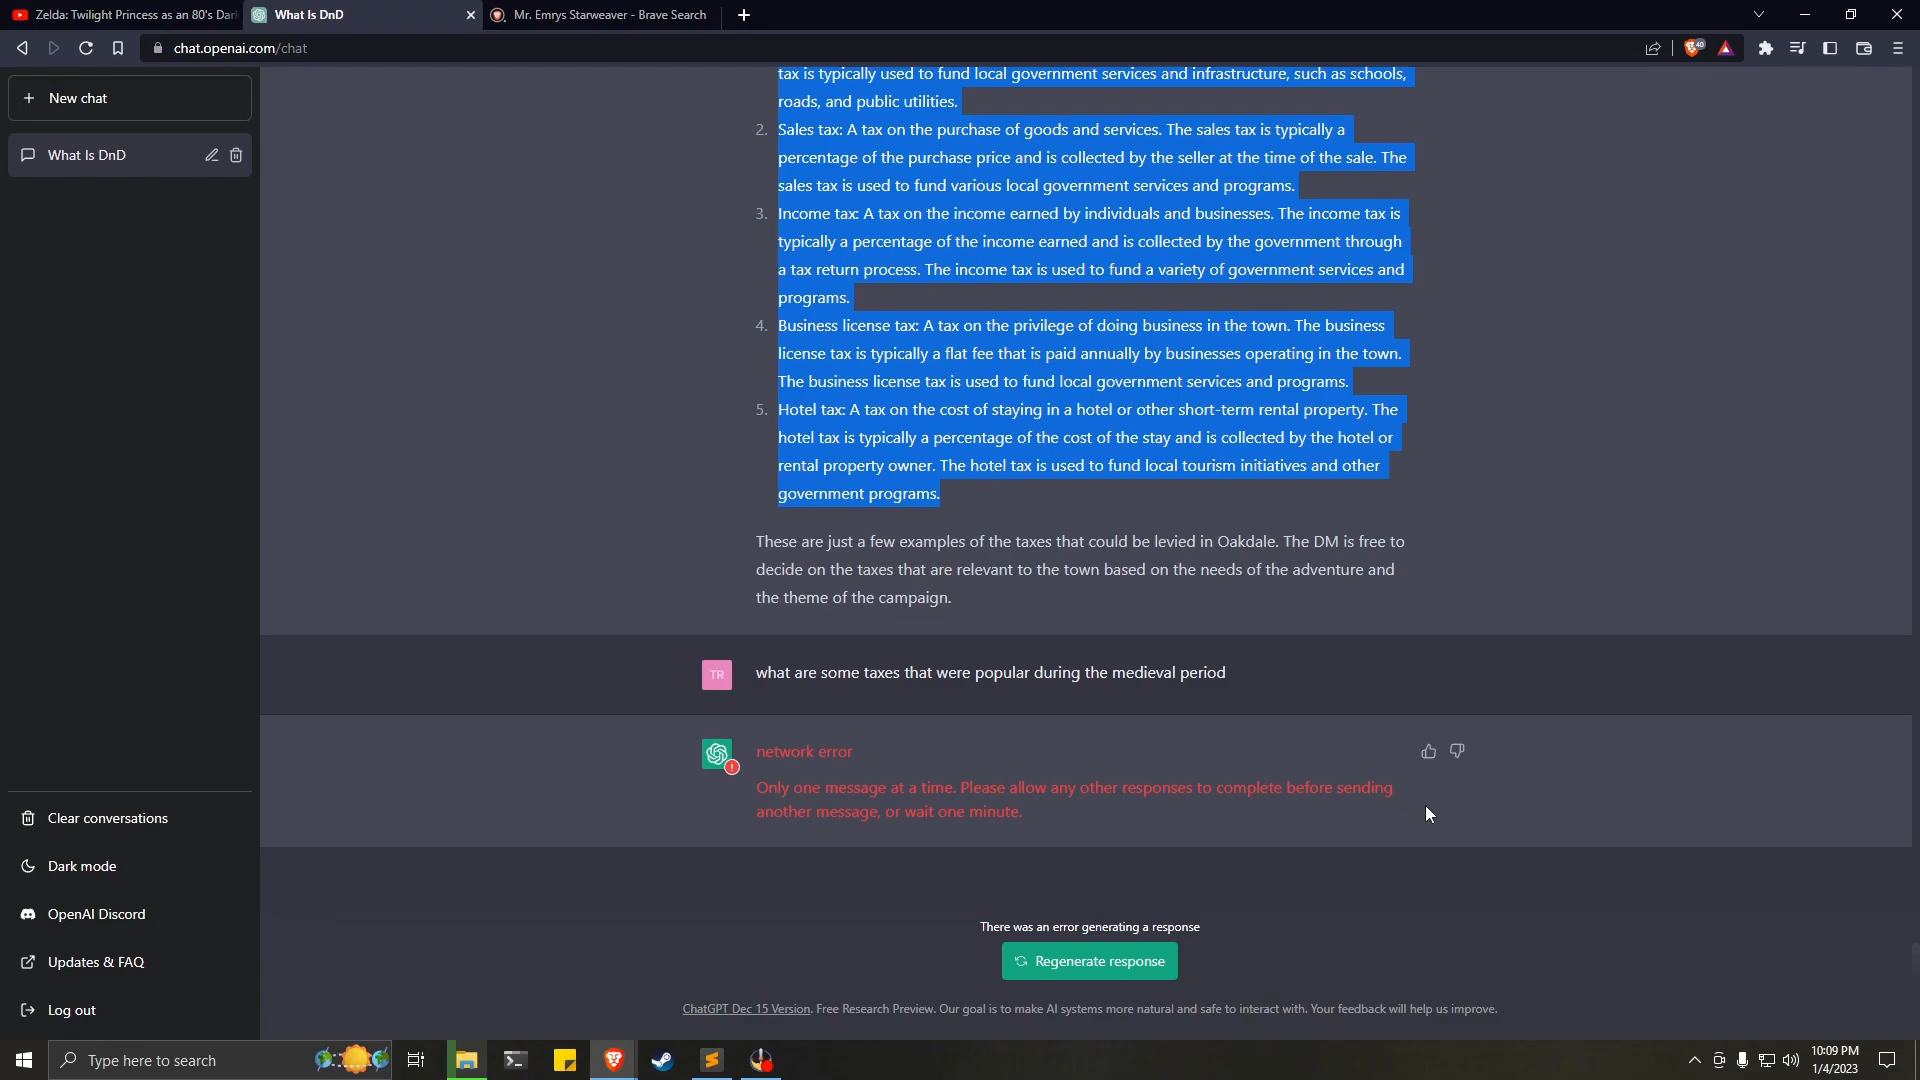 Zelda: Twilight Princess as an 80's Dark
What Is DnD
Mr. Emrys Starweaver - Brave Search
chat.openai.com/chat
40
New chat
What Is DnD
tax is typically used to fund local government services and infrastructure, such as schools,
roads, and public utilities.
2. Sales tax: A tax on the purchase of goods and services. The sales tax is typically a
percentage of the purchase price and is collected by the seller at the time of the sale. The
sales tax is used to fund various local government services and programs.
3. Income tax: A tax on the income earned by individuals and businesses. The income tax is
typically a percentage of the income earned and is collected by the government through
a tax return process. The income tax is used to fund a variety of government services and
programs.
4. Business license tax: A tax on the privilege of doing business in the town. The business
license tax is typically a flat fee that is paid annually by businesses operating in the town.
The business license tax is used to fund local government services and programs.
5. Hotel tax: A tax on the cost of staying in a hotel or other short-term rental property. The
hotel tax is typically a percentage of the cost of the stay and is collected by the hotel or
rental property owner. The hotel tax is used to fund local tourism initiatives and other
government programs.
These are just a few examples of the taxes that could be levied in Oakdale. The DM is free to
decide on the taxes that are relevant to the town based on the needs of the adventure and
the theme of the campaign.
TR
what are some taxes that were popular during the medieval period
network error
Only one message at a time. Please allow any other responses to complete before sending
another message, or wait one minute.
Clear conversations
Dark mode
OpenAI Discord
Updates & FAQ
Log out
There was an error generating a response
Regenerate response
ChatGPT Dec 15 Version. Free Research Preview. Our goal is to make AI systems more natural and safe to interact with. Your feedback will help us improve.
Type here to search
10:09 PM
1/4/2023